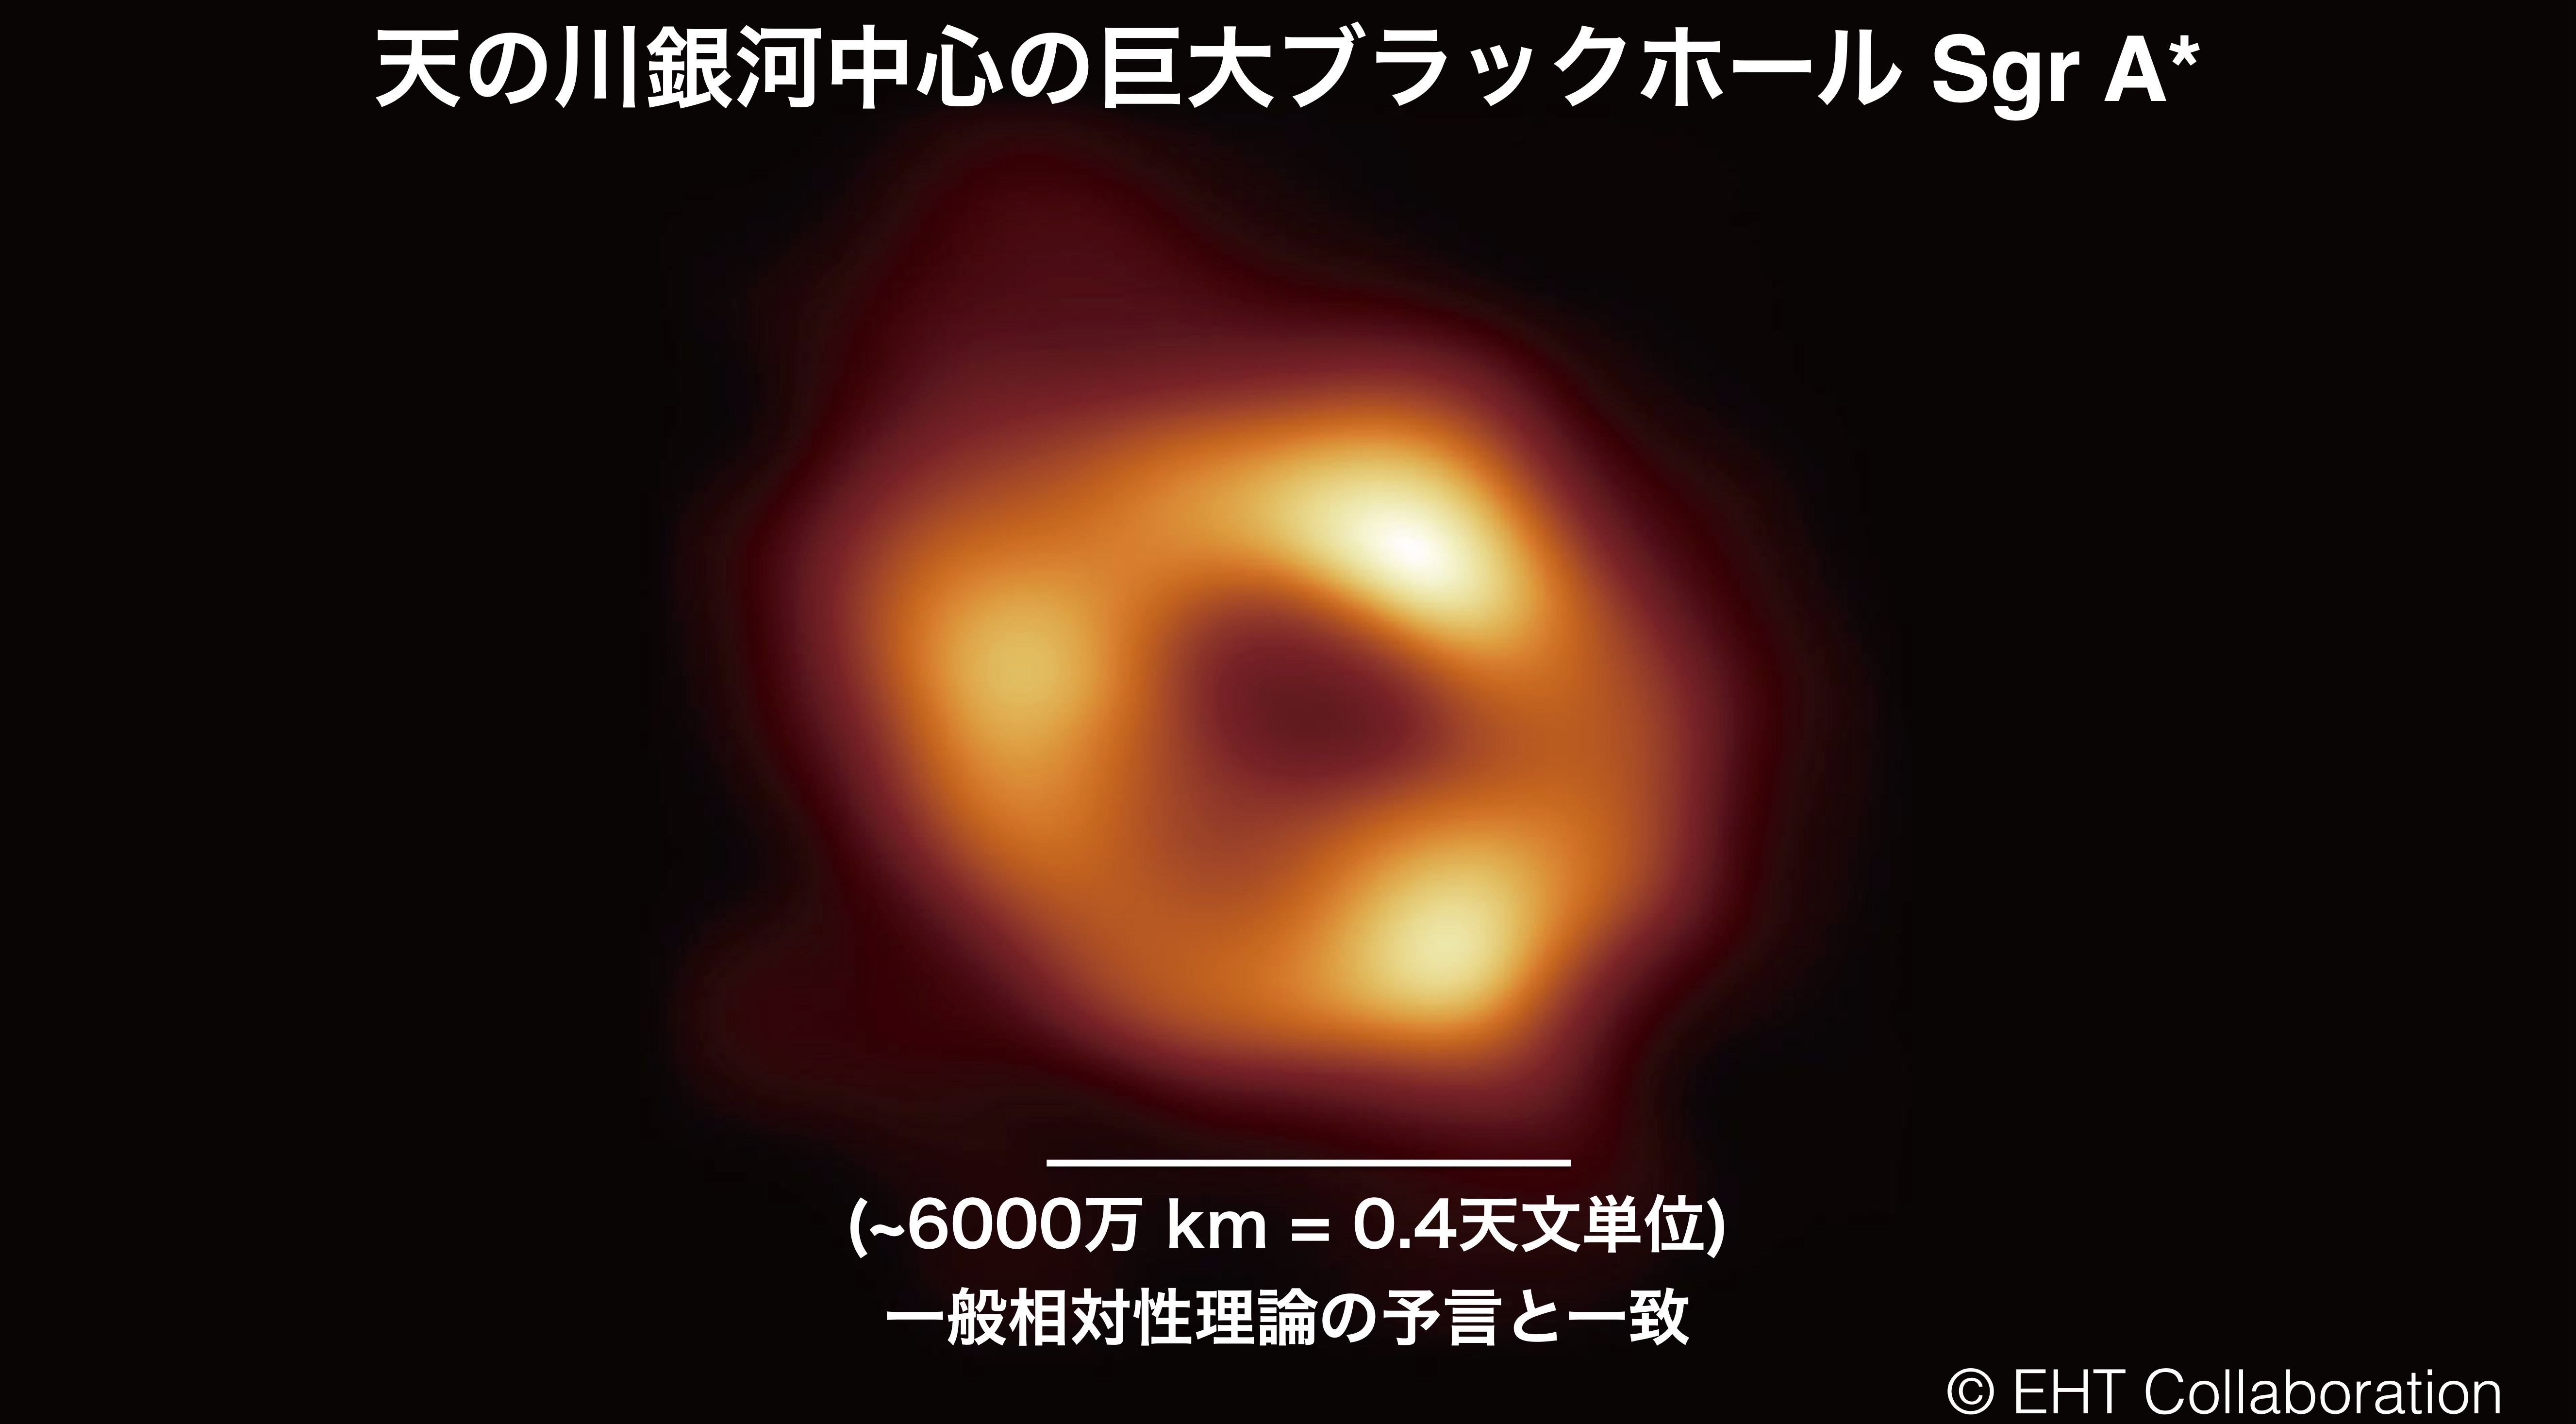 天の川銀河中心の巨大ブラックホール Sgr A*
(~6000万 km = 0.4天文単位)
一般相対性理論の予言と一致
© EHT Collaboration